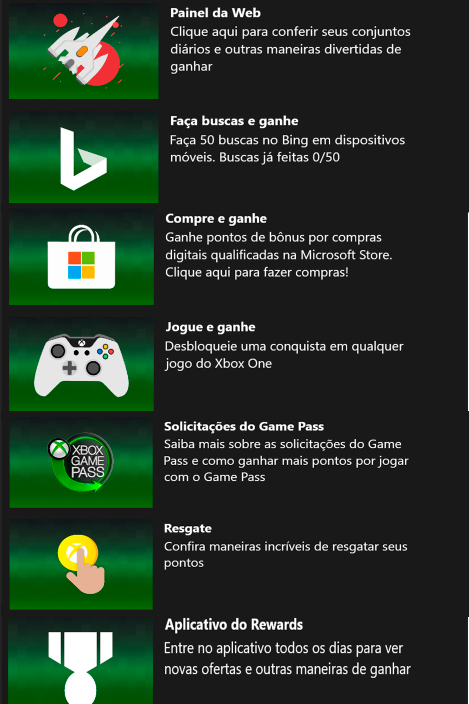 Painel da Web
Clique aqui para conferir seus conjuntos
diários e outras maneiras divertidas de
ganhar
Faça buscas e ganhe
Faça 50 buscas no Bing em dispositivos
móveis. Buscas já feitas 0/50
Compre e ganhe
Ganhe pontos de bônus por compras
digitais qualificadas na Microsoft Store.
Clique aqui para fazer compras!
Jogue e ganhe
Desbloqueie uma conquista em qualquer
jogo do Xbox One
XBOX
GAME
PASS
Solicitações do Game Pass
Saiba mais sobre as solicitações do Game
Pass e como ganhar mais pontos por jogar
com o Game Pass
Resgate
Confira maneiras incríveis de resgatar seus
pontos
Aplicativo do Rewards
Entre no aplicativo todos os dias para ver
novas ofertas e outras maneiras de ganhar